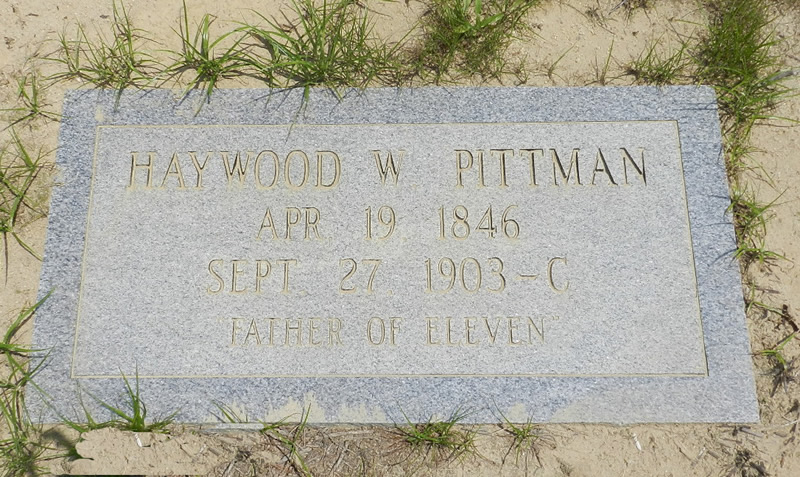 HAYWOOD W. PITTMAN
APR. 19 1846
SEPT. 27 1903-C
"FATHER OF ELEVEN"